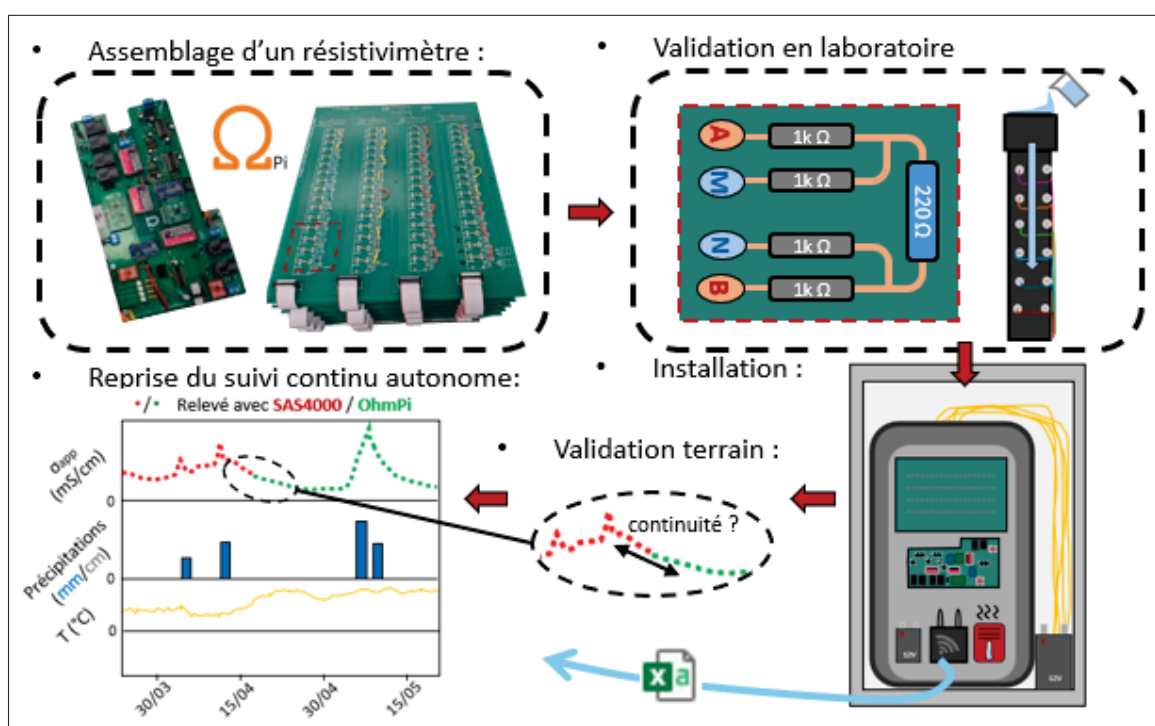 • Assemblage d'un résistivimètre :
Ω Pi
• Validation en laboratoire
A 1k Ω
M 1k Ω
220 Ω
N 1k Ω
B 1k Ω
• Reprise du suivi continu autonome:
•/• Relevé avec SAS4000 / OhmPi
σapp
(mS/cm)
0
Précipitations
(mm/cm)
0
T (°C)
0
30/03
15/04
30/04
15/05
• Validation terrain :
continuité ?
• Installation :
12V
12V
X a